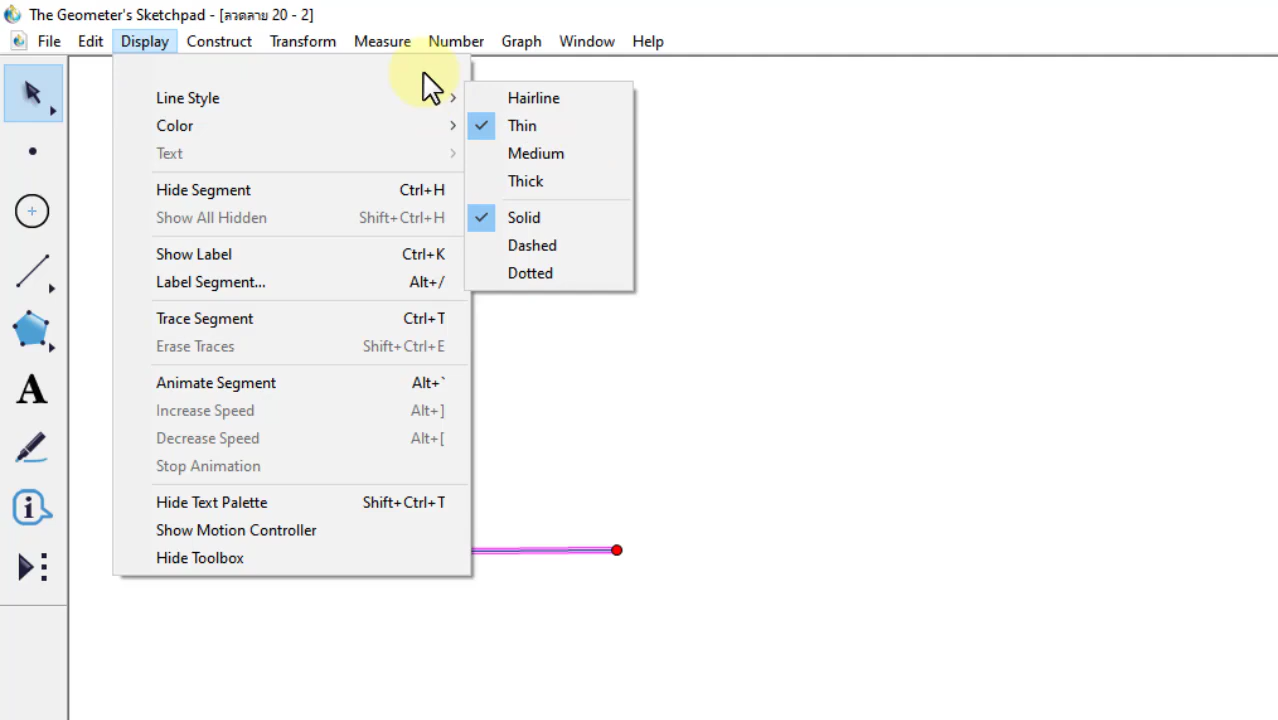 The Geometer's Sketchpad - [ลวดลาย 20 - 2]
File Edit Display Construct Transform Measure Number Graph Window Help
Line Style
Color
Text
Hide Segment Ctrl+H
Show All Hidden Shift+Ctrl+H
Show Label Ctrl+K
Label Segment... Alt+/
Trace Segment Ctrl+T
Erase Traces Shift+Ctrl+E
Animate Segment Alt+`
Increase Speed Alt+]
Decrease Speed Alt+[
Stop Animation
Hide Text Palette Shift+Ctrl+T
Show Motion Controller
Hide Toolbox
Hairline
Thin
Medium
Thick
Solid
Dashed
Dotted
A